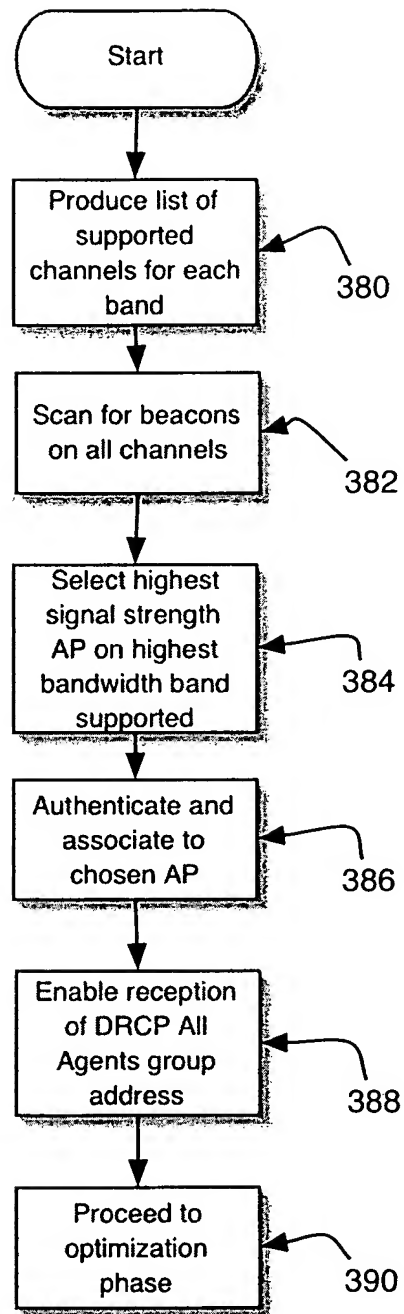 Start
Produce list of
supported
channels for each
band
380
Scan for beacons
on all channels
382
Select highest
signal strength
AP on highest
bandwidth band
supported
384
Authenticate and
associate to
chosen AP
386
Enable reception
of DRCP All
Agents group
address
388
Proceed to
optimization
phase
390